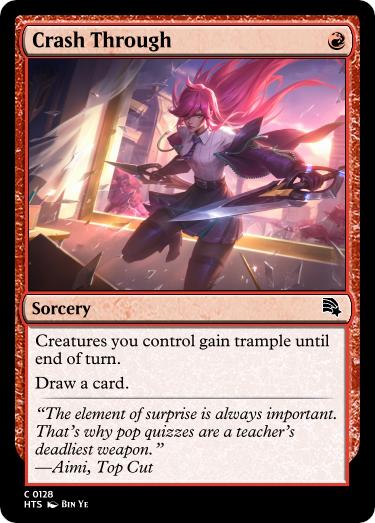 Crash Through
Sorcery
Creatures you control gain trample until
end of turn.
Draw a card.
“The element of surprise is always important.
That’s why pop quizzes are a teacher’s
deadliest weapon.”
—Aimi, Top Cut
C 0128
HTS Bin Ye